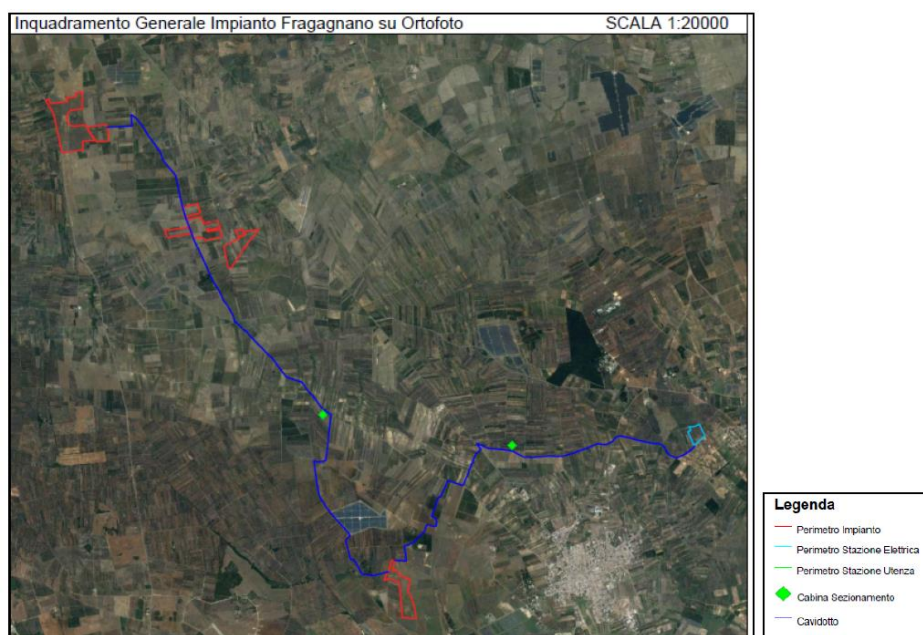 Inquadramento Generale Impianto Fragagnano su Ortofoto SCALA 1:20000
Legenda
Perimetro Impianto
Perimetro Stazione Elettrica
Perimetro Stazione Utenza
Cabina Sezionamento
Cavidotto